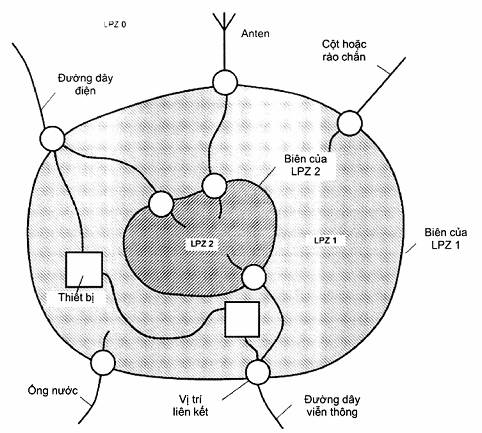 LPZ 0
Anten
Cột hoặc
rào chắn
Đường dây
điện
Biên của
LPZ 2
LPZ 2
LPZ 1
Biên của
LPZ 1
Thiết bị
Ống nước
Vị trí
liên kết
Đường dây
viễn thông